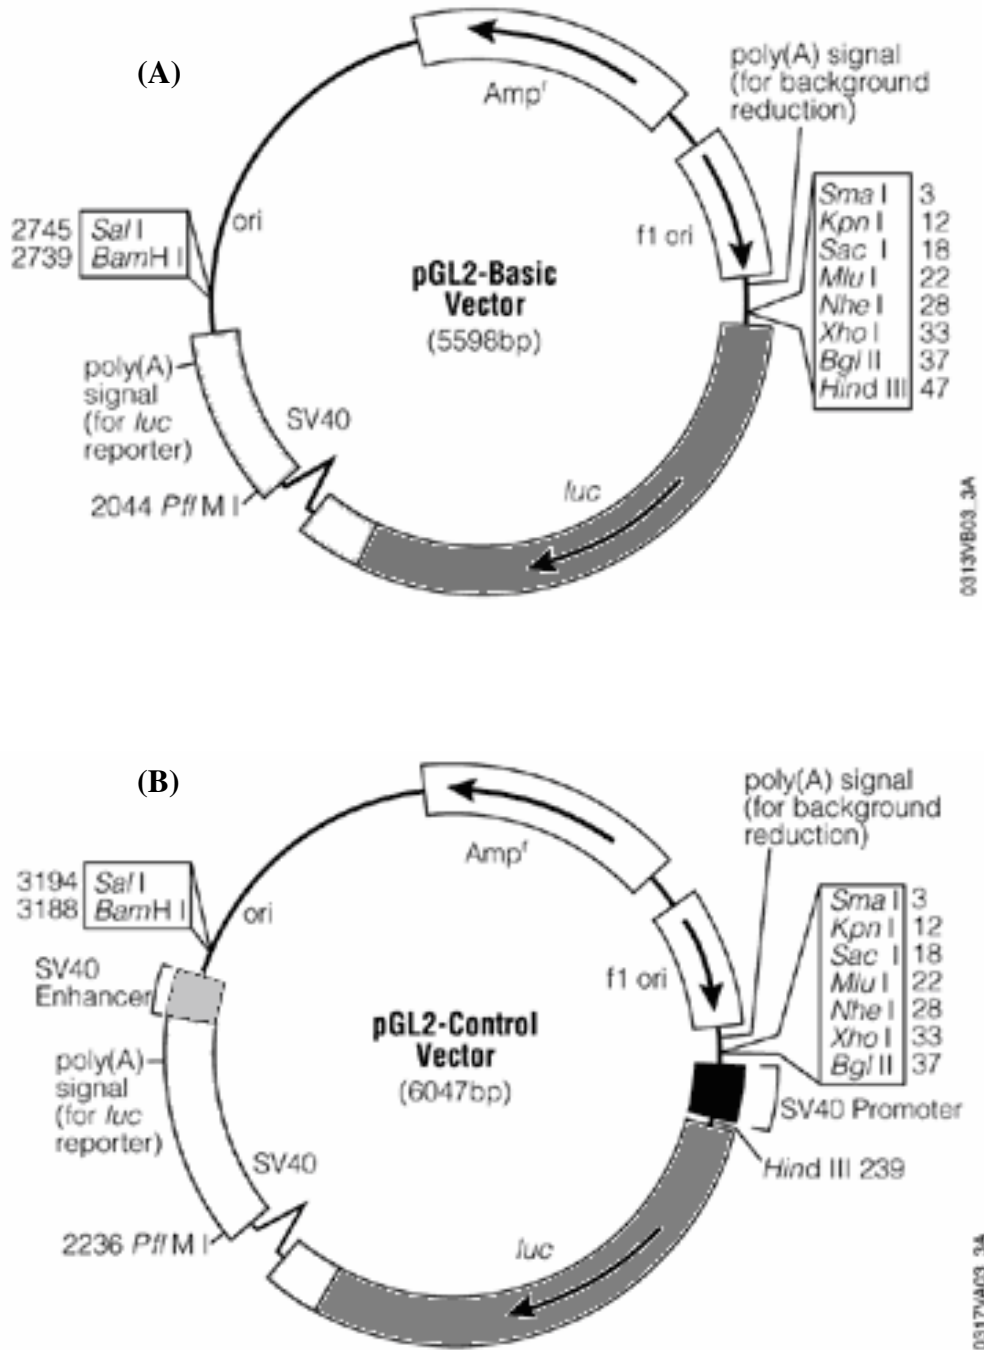 (A)
poly(A) signal
(for background
reduction)
Ampʳ
Sma I 3
Kpn I 12
Sac I 18
Mlu I 22
Nhe I 28
Xho I 33
Bgl II 37
Hind III 47
2745 Sal I
2739 BamH I
ori
f1 ori
pGL2-Basic
Vector
(5598bp)
poly(A)
signal
(for luc
reporter)
SV40
2044 PflM I
luc
0313VB03_3A
(B)
poly(A) signal
(for background
reduction)
Ampʳ
3194 Sal I
3188 BamH I
ori
Sma I 3
Kpn I 12
Sac I 18
Mlu I 22
Nhe I 28
Xho I 33
Bgl II 37
SV40
Enhancer
f1 ori
pGL2-Control
Vector
(6047bp)
poly(A)
signal
(for luc
reporter)
SV40 Promoter
Hind III 239
SV40
2236 PflM I
luc
0317VA03_3A